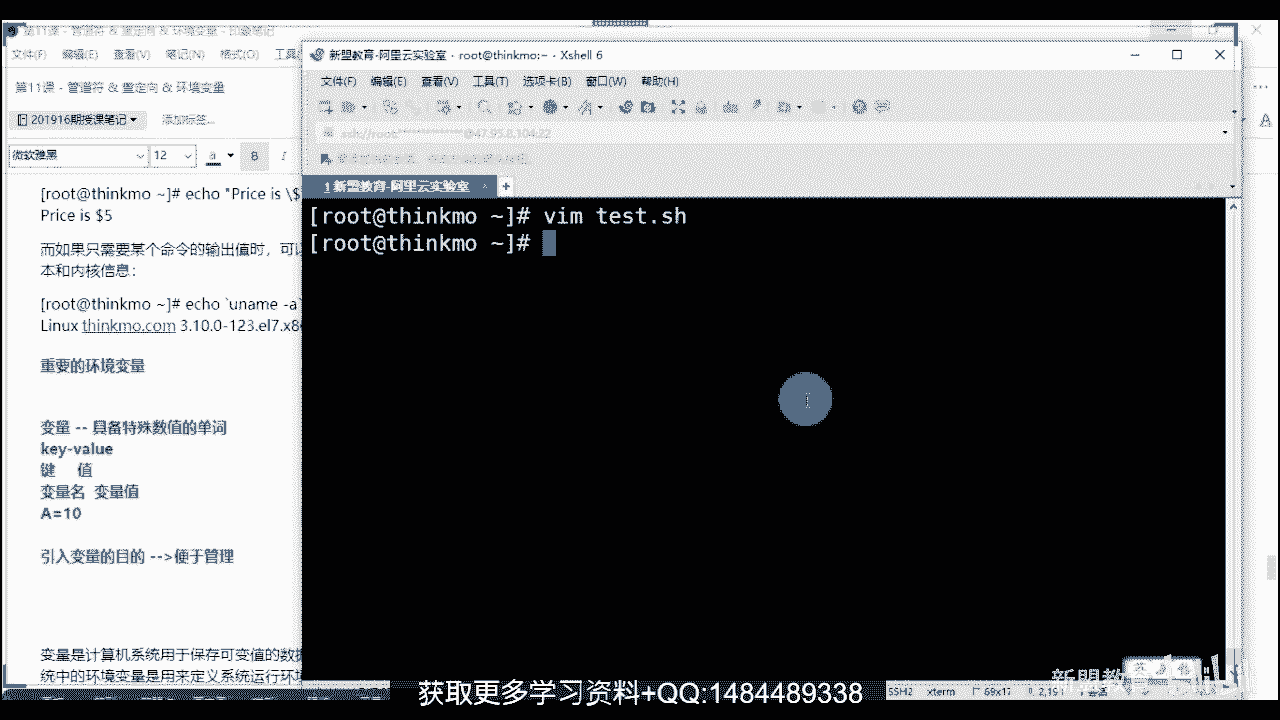 第11课 - 管道符 & 重定向 & 环境变量 - 印象笔记
文件(F) 编辑(E) 查看(V) 笔记(N) 格式(O) 工具
第11课 - 管道符 & 重定向 & 环境变量
201916期授课笔记 添加标签...
微软雅黑 12 a B I
[root@thinkmo ~]# echo "Price is \$
Price is $5
而如果只需要某个命令的输出值时，可以
本和内核信息：
[root@thinkmo ~]# echo `uname -a`
Linux thinkmo.com 3.10.0-123.el7.x8
重要的环境变量
变量 -- 具备特殊数值的单词
key-value
键 值
变量名 变量值
A=10
引入变量的目的 -->便于管理
变量是计算机系统用于保存可变值的数据
统中的环境变量是用来定义系统运行环境
新盟教育-阿里云实验室 - root@thinkmo:~ - Xshell 6
文件(F) 编辑(E) 查看(V) 工具(T) 选项卡(B) 窗口(W) 帮助(H)
@47.95.8.104:22
1 新盟教育-阿里云实验室 × +
[root@thinkmo ~]# vim test.sh
[root@thinkmo ~]#
SSH2 xterm
新盟教育
获取更多学习资料+QQ:1484489338